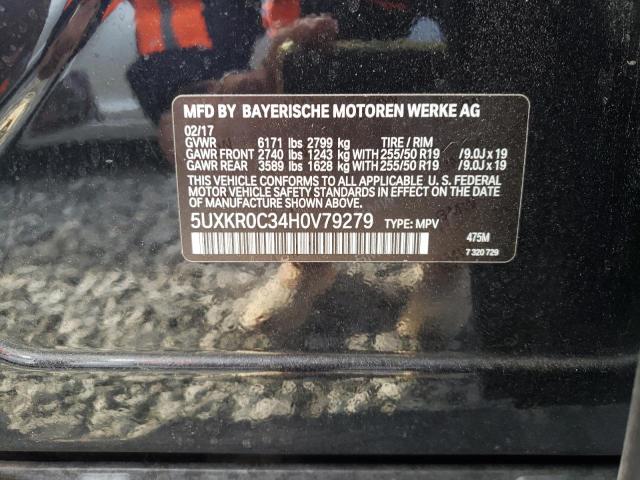 MFD BY BAYERISCHE MOTOREN WERKE AG
02/17
GVWR 6171 lbs 2799 kg TIRE / RIM
GAWR FRONT 2740 lbs 1243 kg WITH 255/50 R19 /9.0J x 19
GAWR REAR 3589 lbs 1628 kg WITH 255/50 R19 /9.0J x 19
THIS VEHICLE CONFORMS TO ALL APPLICABLE U.S. FEDERAL
MOTOR VEHICLE SAFETY STANDARDS IN EFFECT ON THE DATE
OF MANUFACTURE SHOWN ABOVE.
5UXKR0C34H0V79279 TYPE: MPV
475M
7 320 729